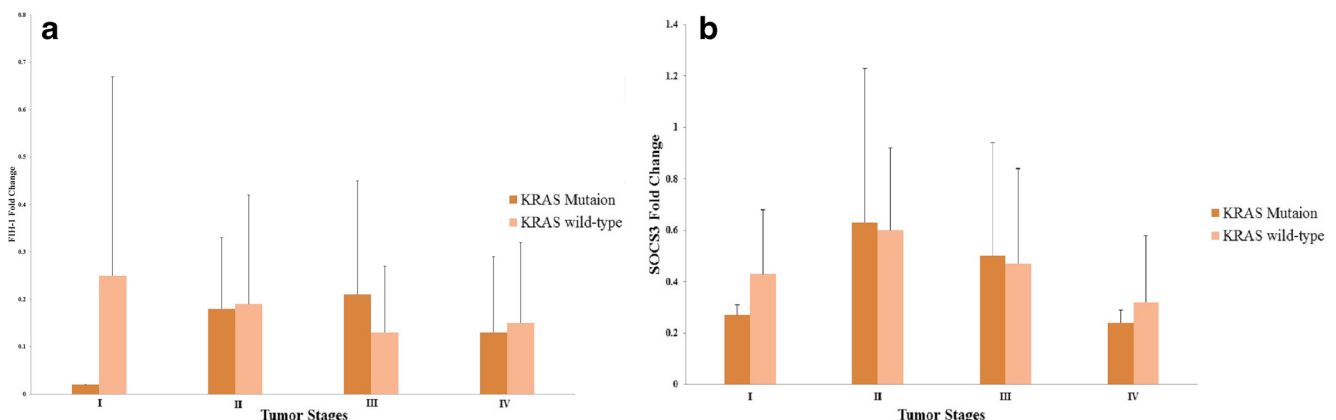 a
0.8
0.7
0.6
0.5
0.4
0.3
0.2
0.1
0
FIH-1 Fold Change
I II III IV
Tumor Stages
KRAS Mutaion
KRAS wild-type
b
1.4
1.2
1
0.8
0.6
0.4
0.2
0
SOCS3 Fold Change
I II III IV
Tumor Stages
KRAS Mutaion
KRAS wild-type